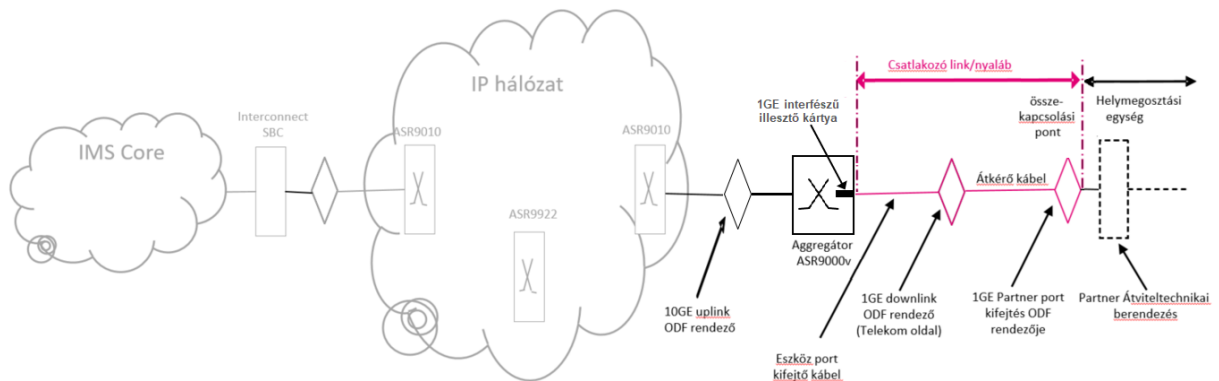 IMS Core
Interconnect
SBC
IP hálózat
ASR9010
ASR9922
ASR9010
10GE uplink
ODF rendező
1GE interfészű
illesztő kártya
Aggregátor
ASR9000v
Csatlakozó link/nyaláb
össze-
kapcsolási
pont
Helymegosztási
egység
Átkérő kábel
Eszköz port
kifejtő kábel
1GE downlink
ODF rendező
(Telekom oldal)
1GE Partner port
kifejtés ODF
rendezője
Partner Átviteltechnikai
berendezés